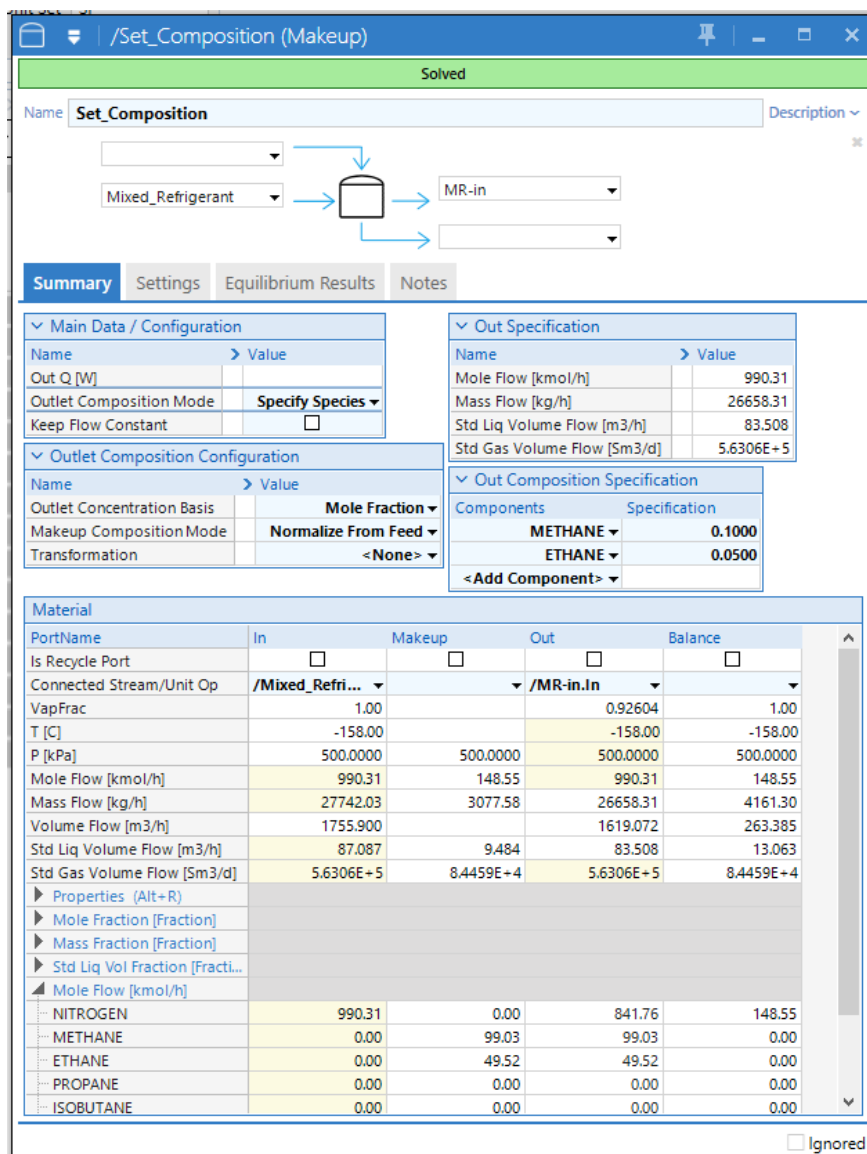 /Set_Composition (Makeup)
Solved
Name Set_Composition Description
Mixed_Refrigerant MR-in
Summary Settings Equilibrium Results Notes
Main Data / Configuration
Name Value
Out Q [W]
Outlet Composition Mode Specify Species
Keep Flow Constant
Outlet Composition Configuration
Name Value
Outlet Concentration Basis Mole Fraction
Makeup Composition Mode Normalize From Feed
Transformation <None>
Out Specification
Name Value
Mole Flow [kmol/h] 990.31
Mass Flow [kg/h] 26658.31
Std Liq Volume Flow [m3/h] 83.508
Std Gas Volume Flow [Sm3/d] 5.6306E+5
Out Composition Specification
Components Specification
METHANE 0.1000
ETHANE 0.0500
<Add Component>
Material
PortName In Makeup Out Balance
Is Recycle Port
Connected Stream/Unit Op /Mixed_Refri... /MR-in.In
VapFrac 1.00 0.92604 1.00
T [C] -158.00 -158.00 -158.00
P [kPa] 500.0000 500.0000 500.0000 500.0000
Mole Flow [kmol/h] 990.31 148.55 990.31 148.55
Mass Flow [kg/h] 27742.03 3077.58 26658.31 4161.30
Volume Flow [m3/h] 1755.900 1619.072 263.385
Std Liq Volume Flow [m3/h] 87.087 9.484 83.508 13.063
Std Gas Volume Flow [Sm3/d] 5.6306E+5 8.4459E+4 5.6306E+5 8.4459E+4
Properties (Alt+R)
Mole Fraction [Fraction]
Mass Fraction [Fraction]
Std Liq Vol Fraction [Fracti...
Mole Flow [kmol/h]
NITROGEN 990.31 0.00 841.76 148.55
METHANE 0.00 99.03 99.03 0.00
ETHANE 0.00 49.52 49.52 0.00
PROPANE 0.00 0.00 0.00 0.00
ISOBUTANE 0.00 0.00 0.00 0.00
Ignored